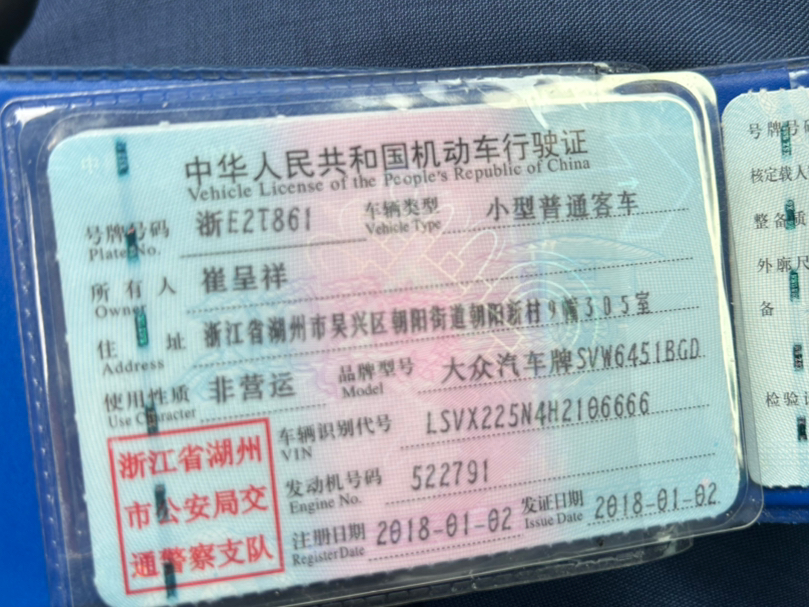 中华人民共和国机动车行驶证
Vehicle License of the People's Republic of China
号牌号码 浙E2T861 车辆类型 小型普通客车
Plate No. Vehicle Type
所有人 崔呈祥
Owner
住址 浙江省湖州市吴兴区朝阳街道朝阳新村9幢305室
Address
使用性质 非营运 品牌型号 大众汽车牌SVW6451BGD
Use Character Model
浙江省湖州
市公安局交
通警察支队
车辆识别代号 LSVX225N4H2106666
VIN
发动机号码 522791
Engine No.
注册日期 2018-01-02 发证日期 2018-01-02
Register Date Issue Date
号牌号码
核定载人
整备质
外廓尺
备
检验记